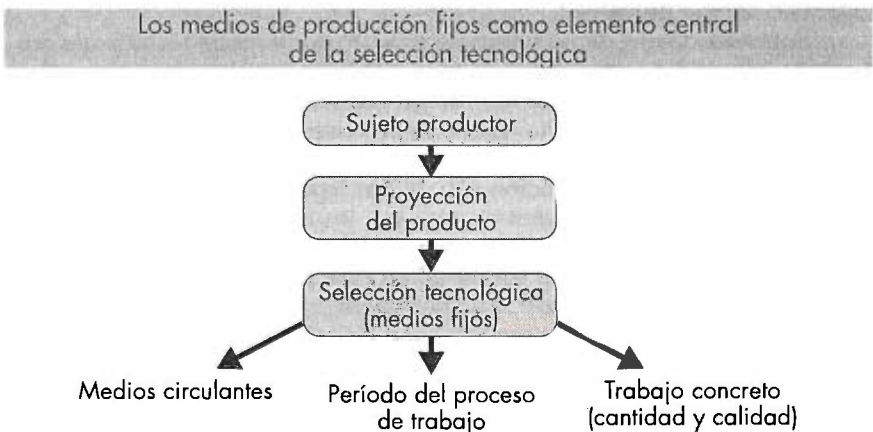 Los medios de producción fijos como elemento central
de la selección tecnológica
Sujeto productor
Proyección
del producto
Selección tecnológica
(medios fijos)
Medios circulantes
Período del proceso
de trabajo
Trabajo concreto
(cantidad y calidad)